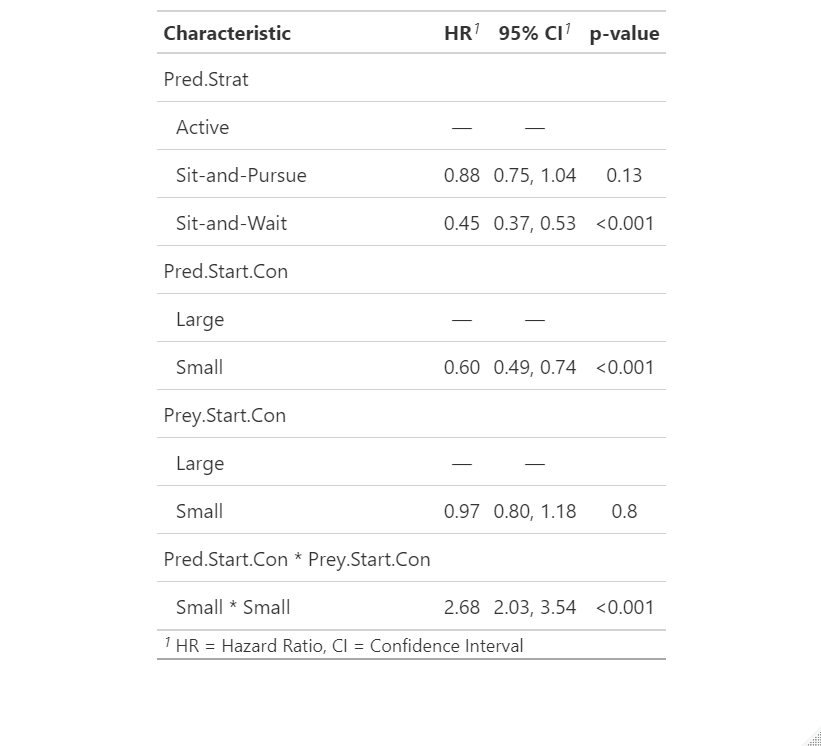 Characteristic HR1 95% CI1 p-value
Pred.Strat
Active — —
Sit-and-Pursue 0.88 0.75, 1.04 0.13
Sit-and-Wait 0.45 0.37, 0.53 <0.001
Pred.Start.Con
Large — —
Small 0.60 0.49, 0.74 <0.001
Prey.Start.Con
Large — —
Small 0.97 0.80, 1.18 0.8
Pred.Start.Con * Prey.Start.Con
Small * Small 2.68 2.03, 3.54 <0.001
1 HR = Hazard Ratio, CI = Confidence Interval